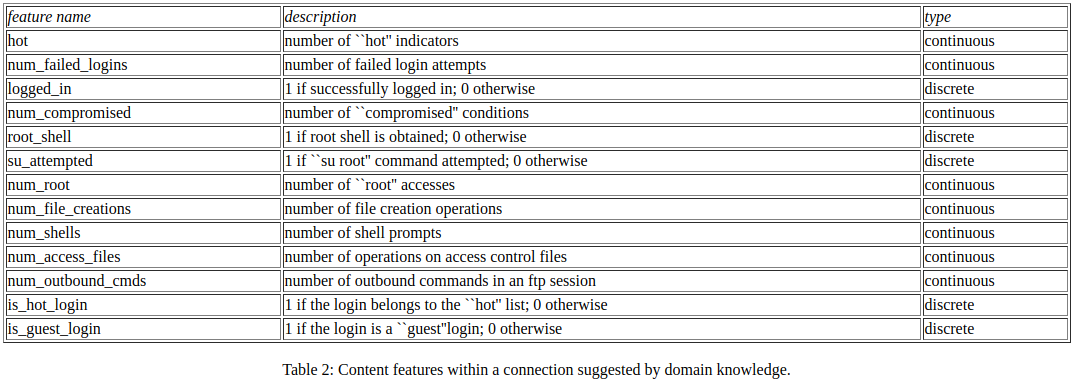 feature name description type
hot number of ``hot'' indicators continuous
num_failed_logins number of failed login attempts continuous
logged_in 1 if successfully logged in; 0 otherwise discrete
num_compromised number of ``compromised'' conditions continuous
root_shell 1 if root shell is obtained; 0 otherwise discrete
su_attempted 1 if ``su root'' command attempted; 0 otherwise discrete
num_root number of ``root'' accesses continuous
num_file_creations number of file creation operations continuous
num_shells number of shell prompts continuous
num_access_files number of operations on access control files continuous
num_outbound_cmds number of outbound commands in an ftp session continuous
is_hot_login 1 if the login belongs to the ``hot'' list; 0 otherwise discrete
is_guest_login 1 if the login is a ``guest''login; 0 otherwise discrete
Table 2: Content features within a connection suggested by domain knowledge.